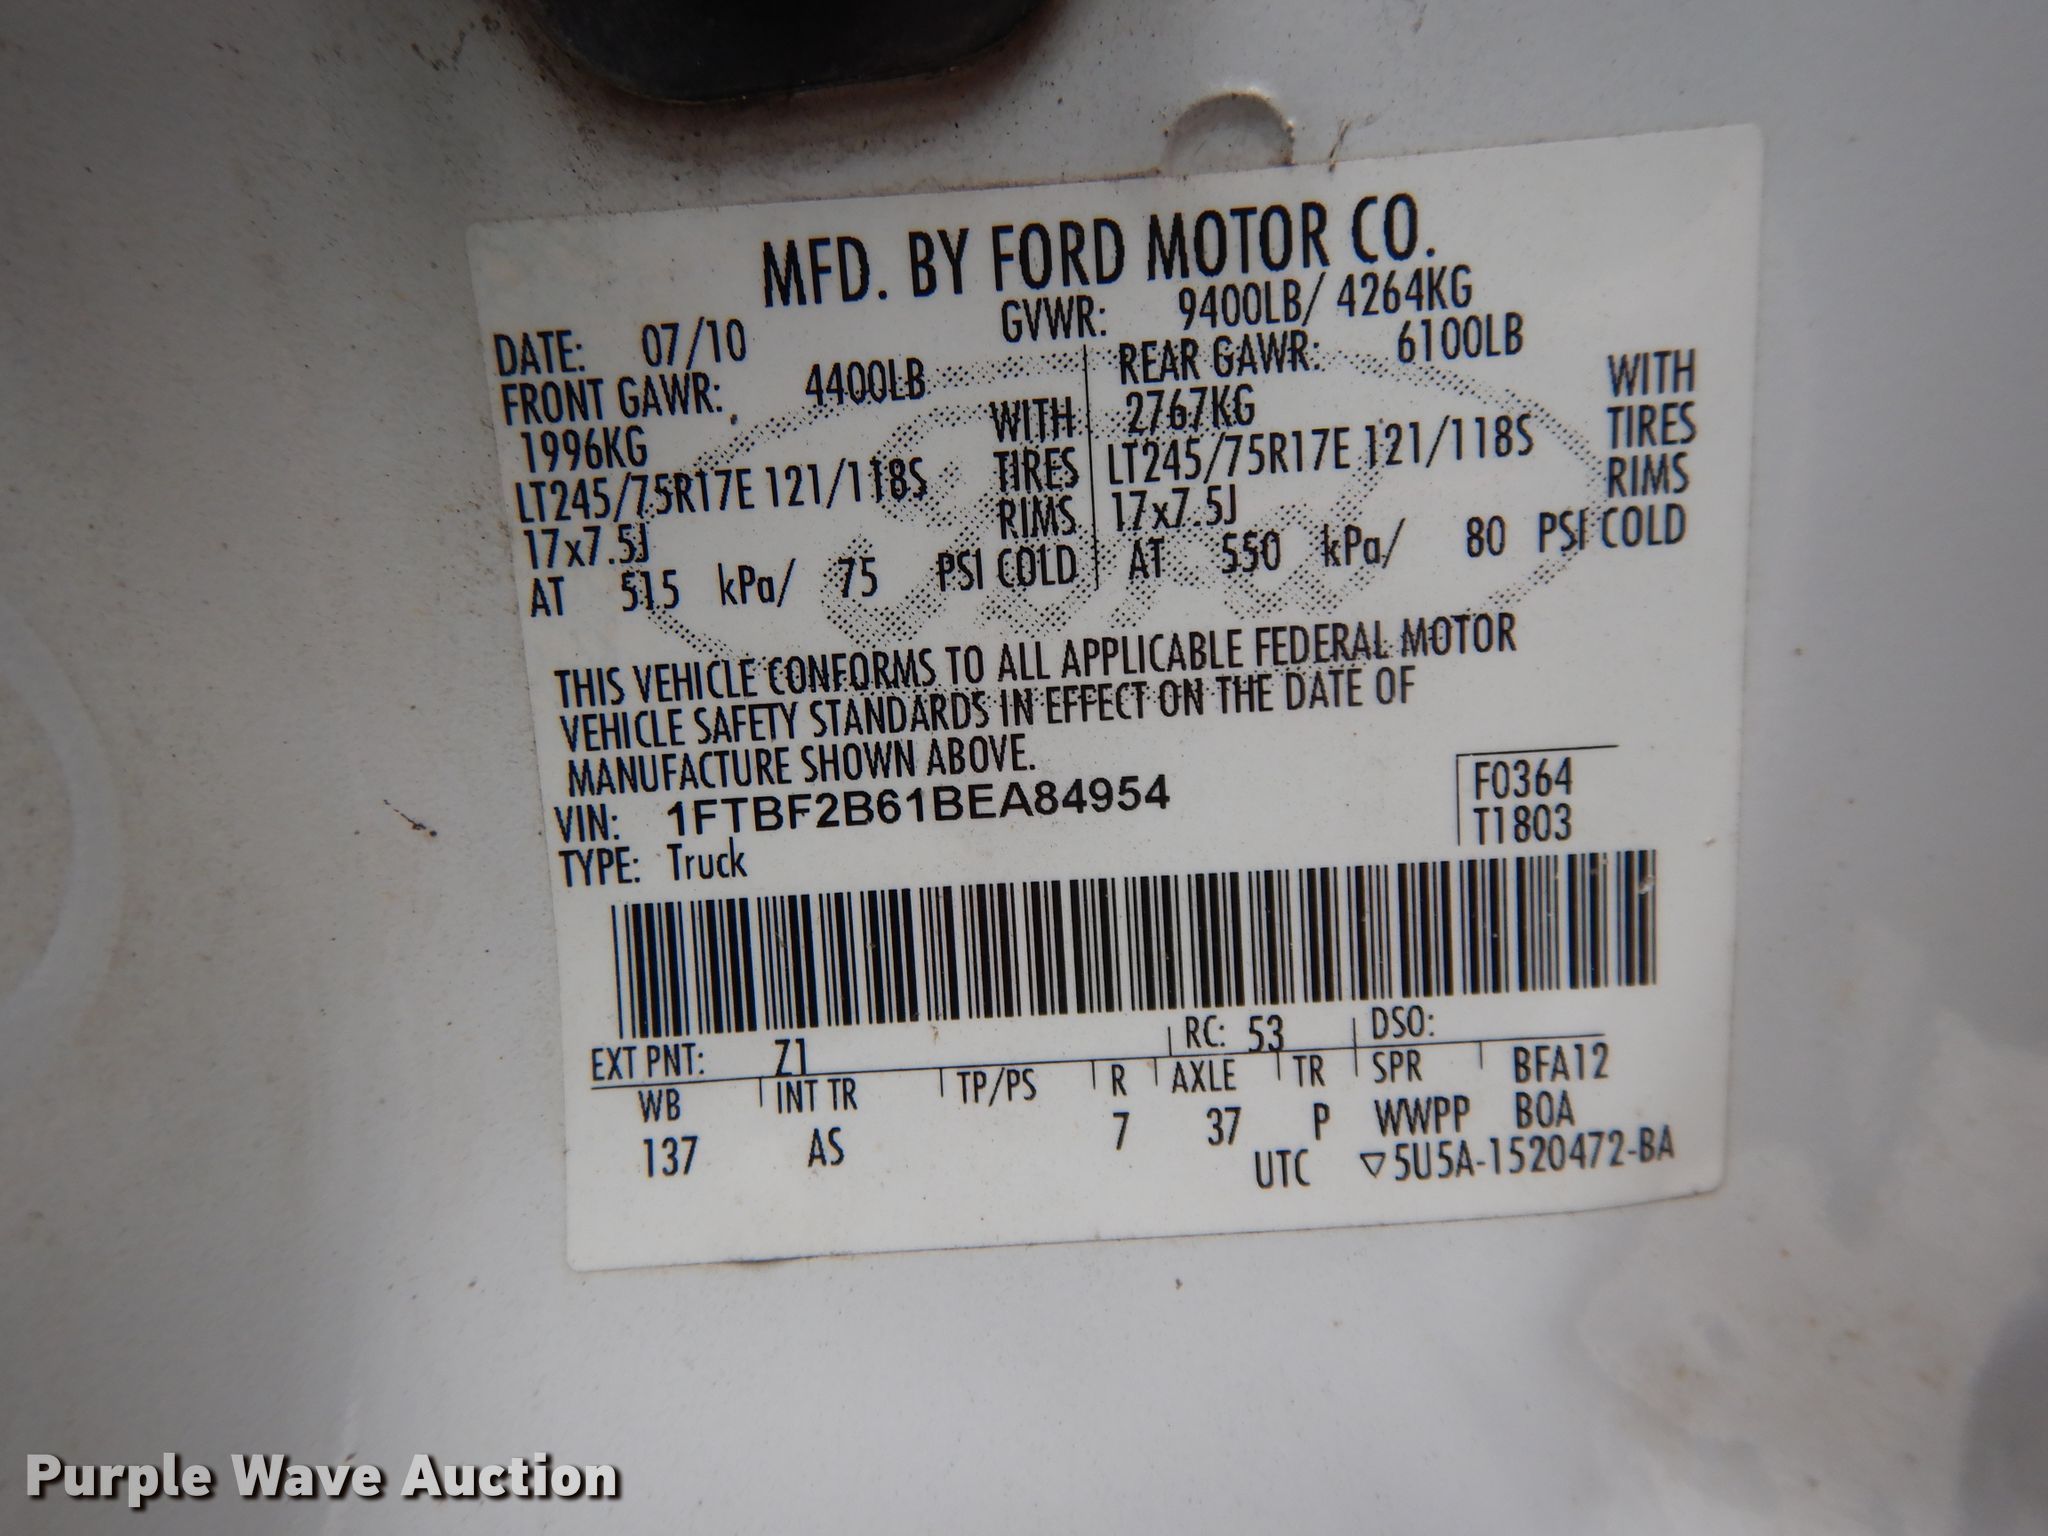 MFD. BY FORD MOTOR CO.
DATE: 07/10 GVWR: 9400LB/ 4264KG
FRONT GAWR: 4400LB
1996KG WITH
LT245/75R17E 121/118S TIRES
17x7.5J RIMS
AT 515 kPa/ 75 PSI COLD
REAR GAWR: 6100LB
2767KG WITH
LT245/75R17E 121/118S TIRES
17x7.5J RIMS
AT 550 kPa/ 80 PSI COLD
THIS VEHICLE CONFORMS TO ALL APPLICABLE FEDERAL MOTOR
VEHICLE SAFETY STANDARDS IN EFFECT ON THE DATE OF
MANUFACTURE SHOWN ABOVE.
VIN: 1FTBF2B61BEA84954
TYPE: Truck
F0364
T1803
EXT PNT: Z1 RC: 53 DSO:
WB INT TR TP/PS R AXLE TR SPR BFA12
137 AS 7 37 P WWPP BOA
UTC ▽5U5A-1520472-BA
Purple Wave Auction